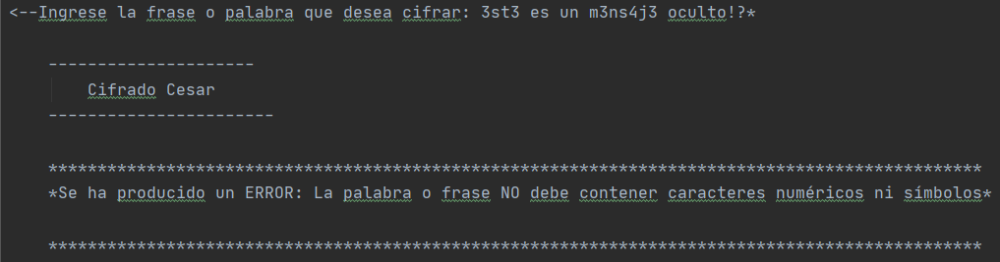 <--Ingrese la frase o palabra que desea cifrar: 3st3 es un m3ns4j3 oculto!?*
---------------------
Cifrado Cesar
-----------------------
***********************************************************************************************
*Se ha producido un ERROR: La palabra o frase NO debe contener caracteres numéricos ni símbolos*
***********************************************************************************************